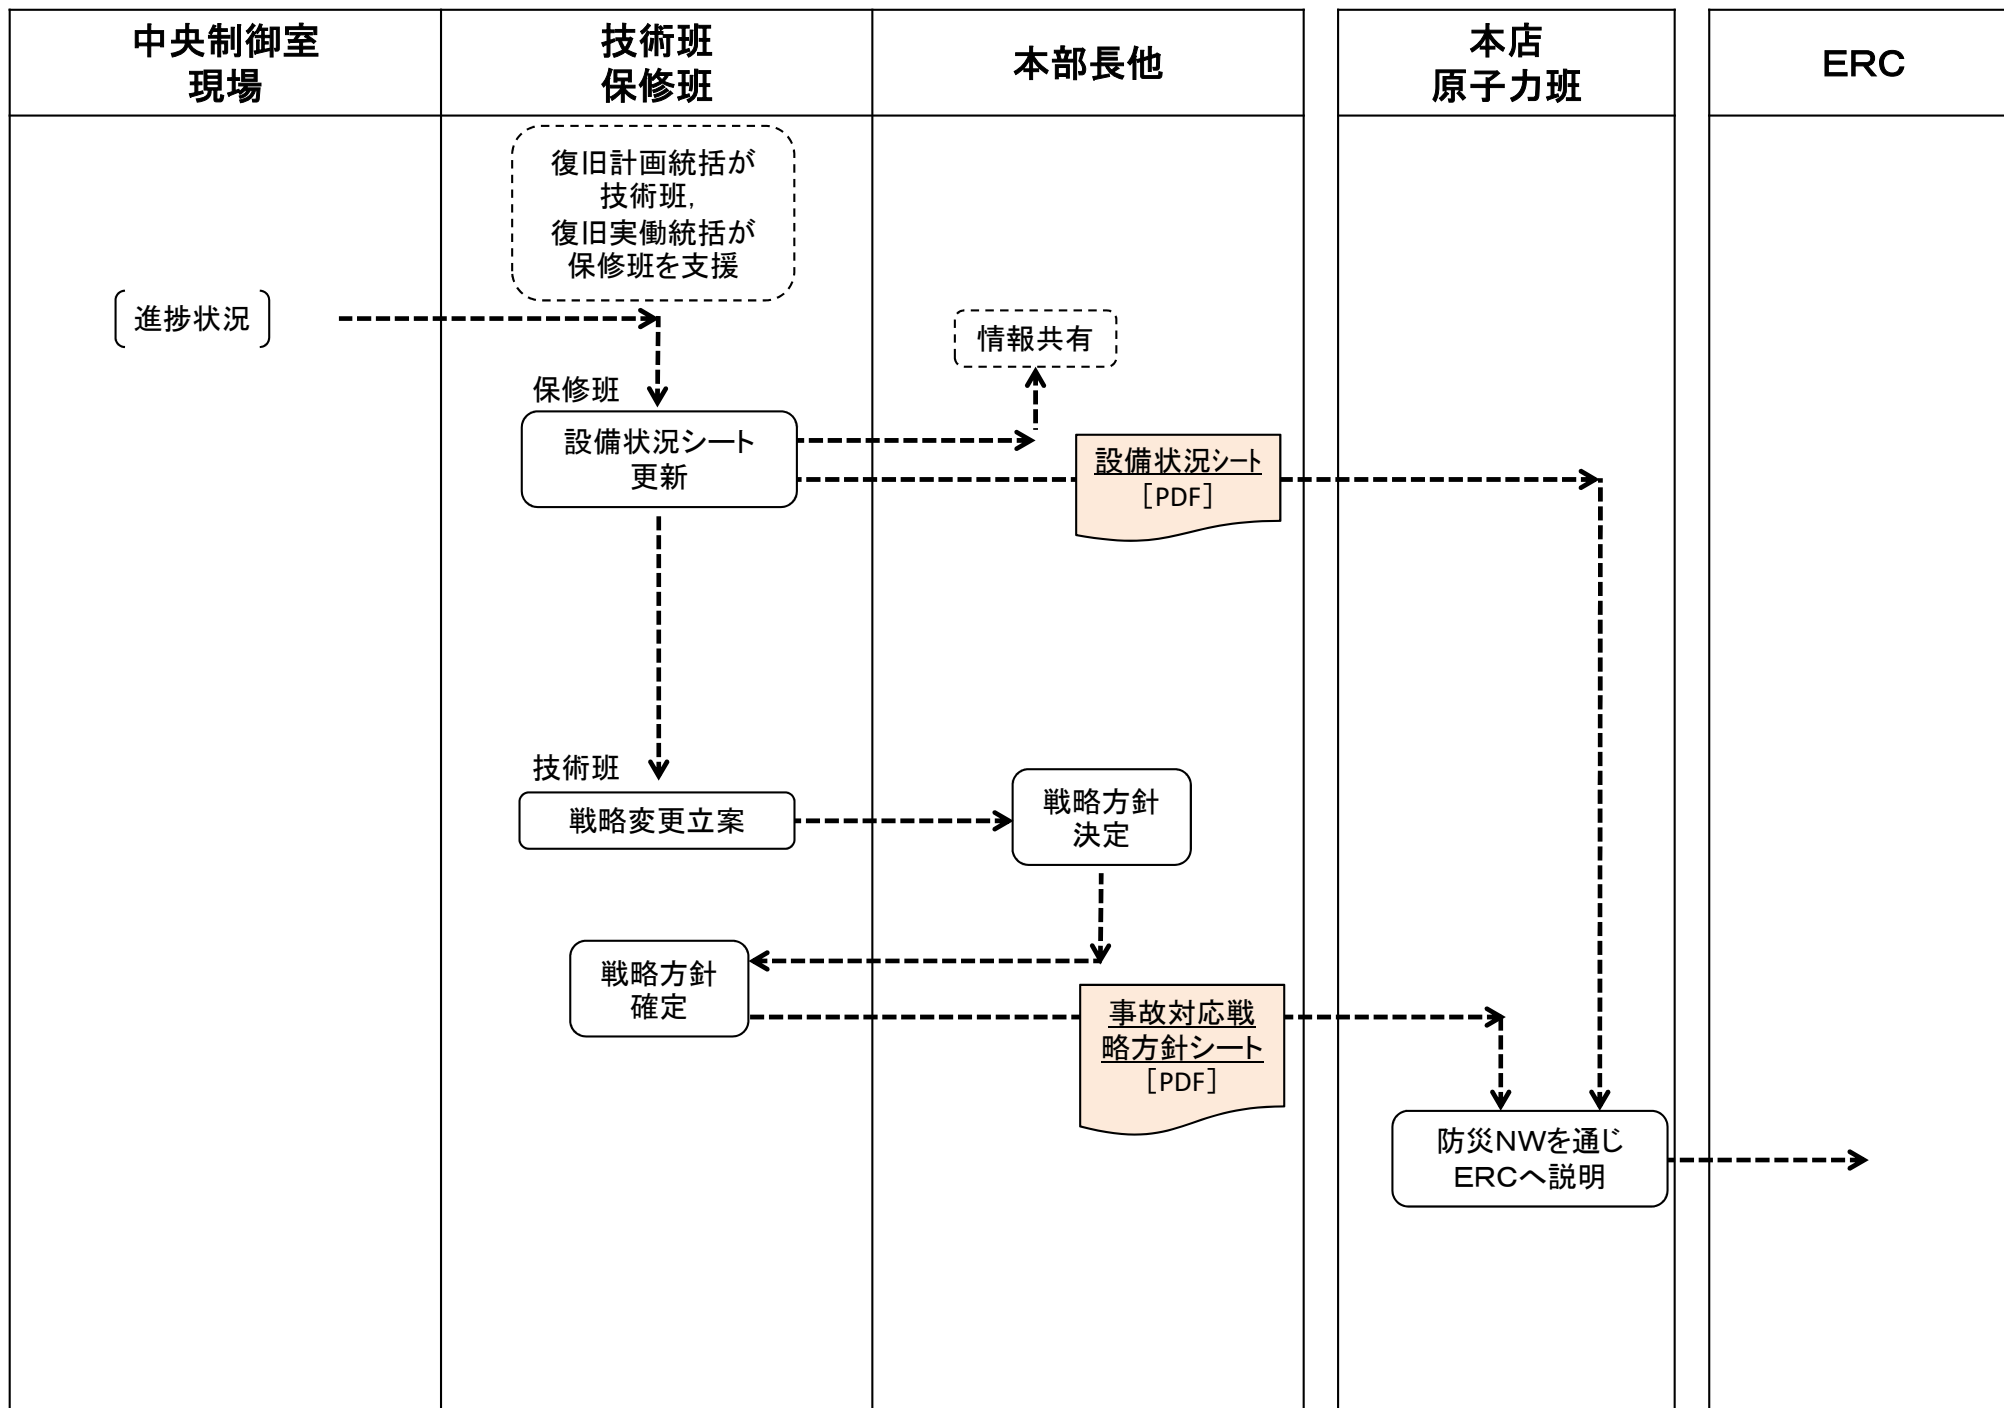 中央制御室
現場
技術班
保修班
本部長他
本店
原子力班
ERC
復旧計画統括が
技術班,
復旧実働統括が
保修班を支援
進捗状況
情報共有
保修班
設備状況シート
更新
設備状況シート
[PDF]
技術班
戦略変更立案
戦略方針
決定
戦略方針
確定
事故対応戦
略方針シート
[PDF]
防災NWを通じ
ERCへ説明